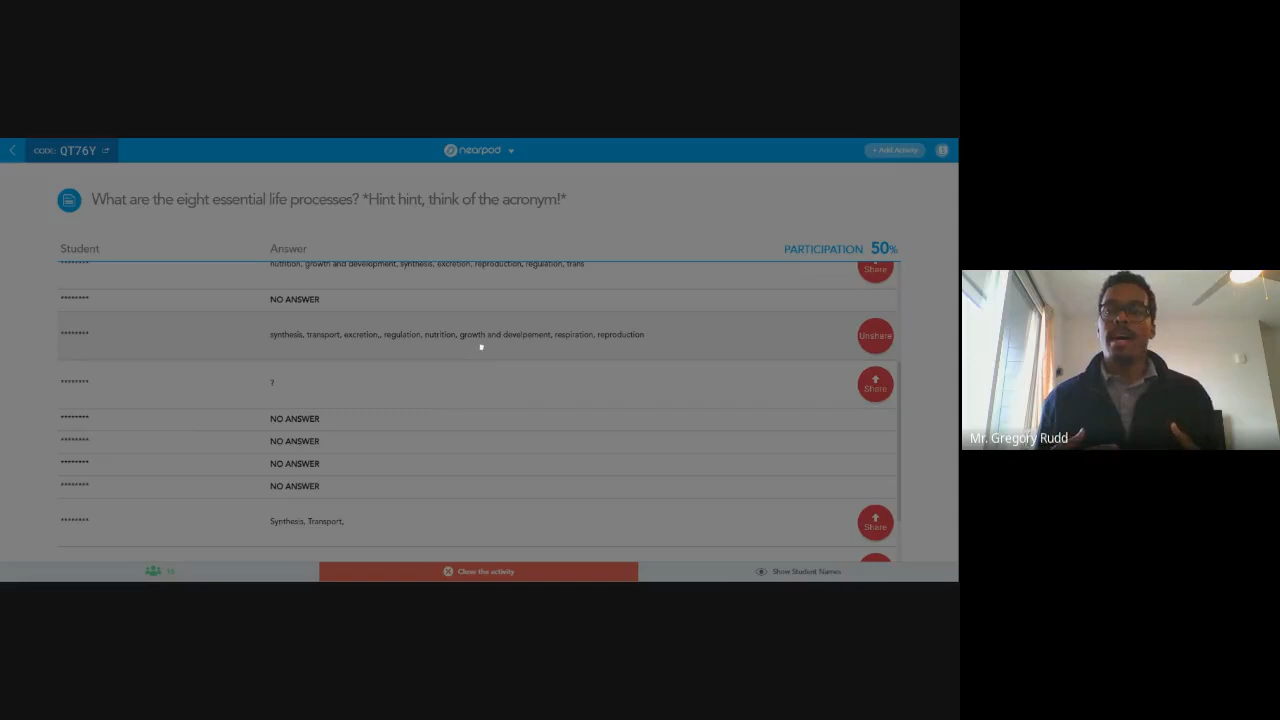 CODE: QT76Y
nearpod
+ Add Activity
What are the eight essential life processes? *Hint hint, think of the acronym!*
Student
Answer
PARTICIPATION 50%
********
nutrition, growth and development, synthesis, excretion, reproduction, regulation, trans
Share
********
NO ANSWER
********
synthesis, transport, excretion,, regulation, nutrition, growth and develpement, respiration, reproduction
Unshare
********
?
Share
********
NO ANSWER
********
NO ANSWER
********
NO ANSWER
********
NO ANSWER
********
Synthesis, Transport,
Share
Close the activity
Show Student Names
Mr. Gregory Rudd